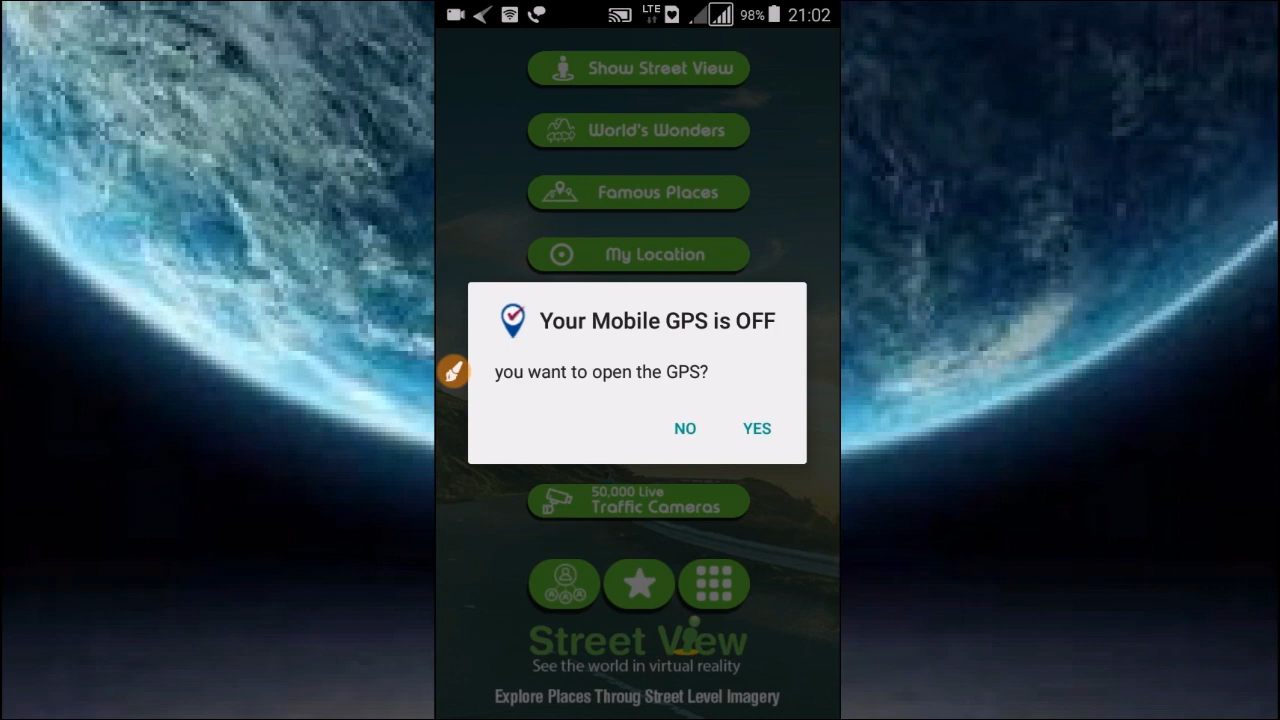 LTE 98% 21:02
Show Street View
World's Wonders
Famous Places
My Location
Your Mobile GPS is OFF
you want to open the GPS?
NO YES
50,000 Live
Traffic Cameras
Street View
See the world in virtual reality
Explore Places Throug Street Level Imagery